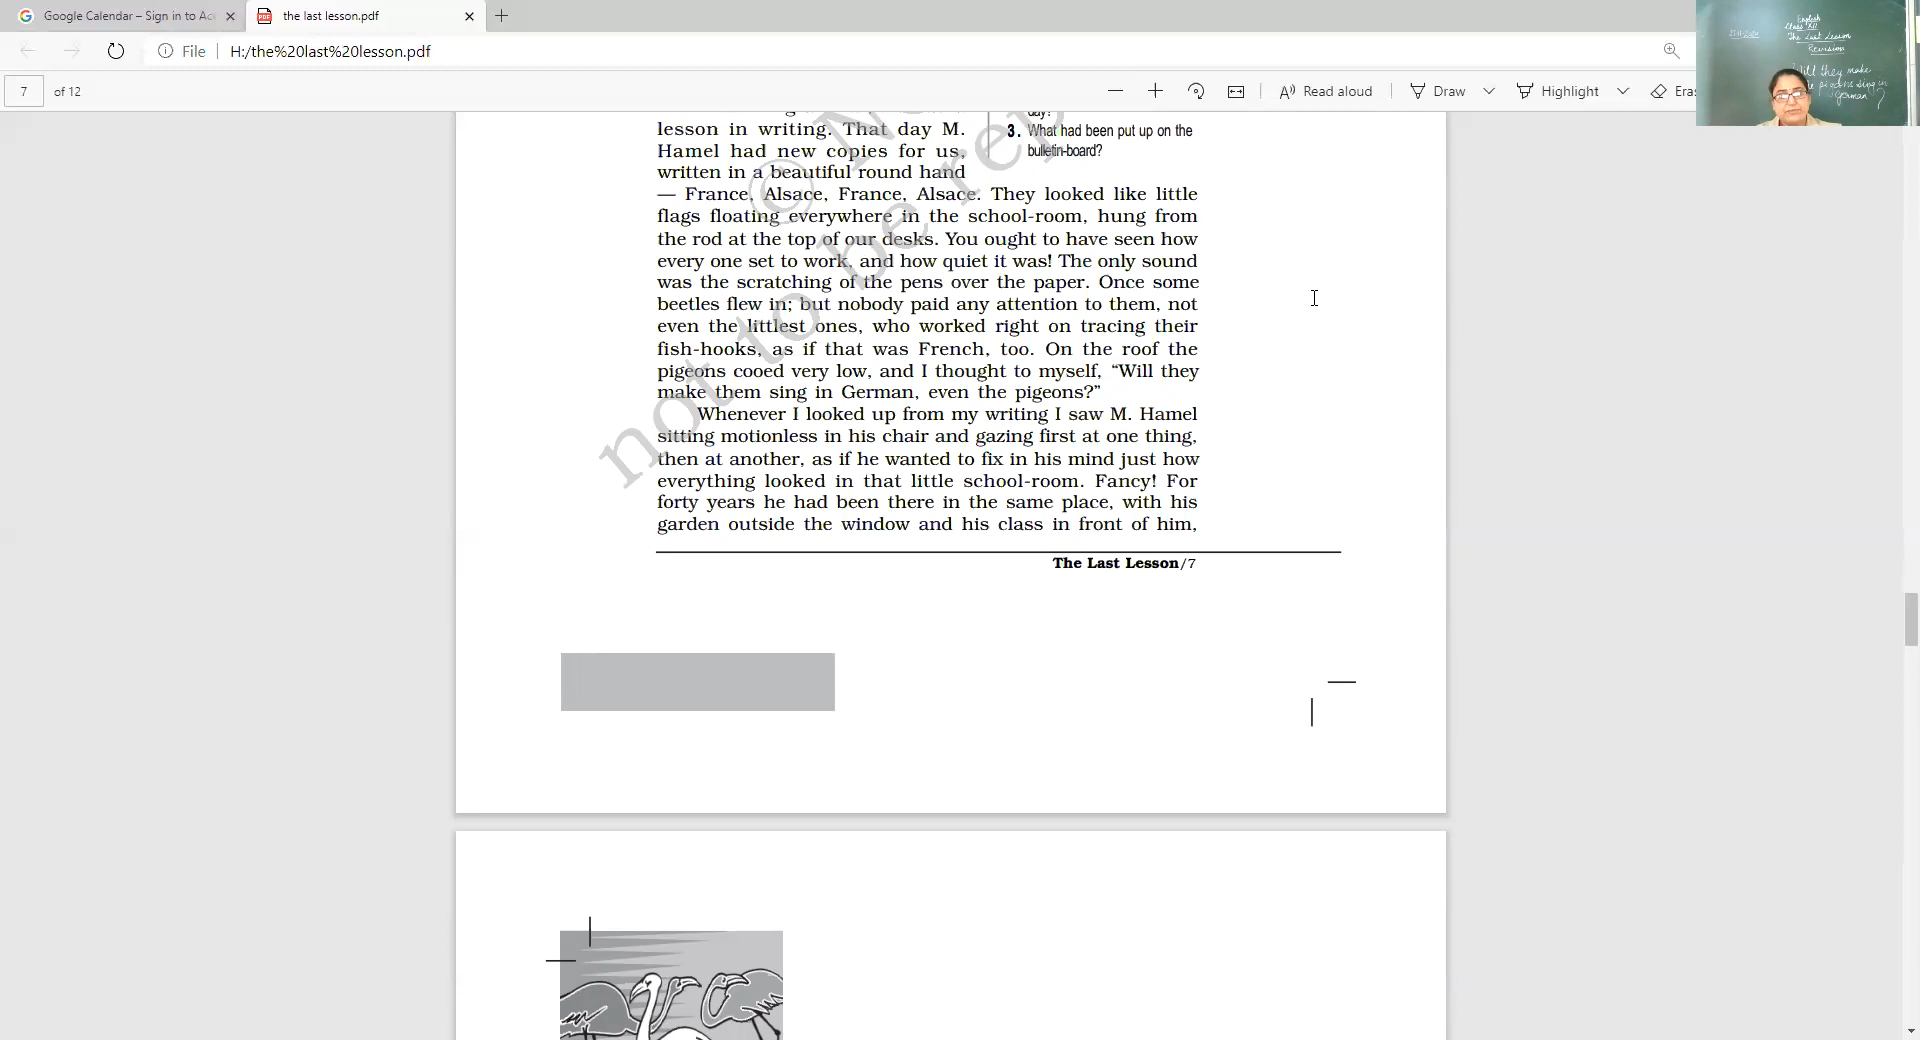 Google Calendar – Sign in to Ac
the last lesson.pdf
File
H:/the%20last%20lesson.pdf
7
of 12
Read aloud
Draw
Highlight
Eras
English
Class XII
The Last Lesson
Revision
Will they make
pigeons sing in
German ?
lesson in writing. That day M.
Hamel had new copies for us,
written in a beautiful round hand
— France, Alsace, France, Alsace. They looked like little
flags floating everywhere in the school-room, hung from
the rod at the top of our desks. You ought to have seen how
every one set to work, and how quiet it was! The only sound
was the scratching of the pens over the paper. Once some
beetles flew in; but nobody paid any attention to them, not
even the littlest ones, who worked right on tracing their
fish-hooks, as if that was French, too. On the roof the
pigeons cooed very low, and I thought to myself, “Will they
make them sing in German, even the pigeons?”
Whenever I looked up from my writing I saw M. Hamel
sitting motionless in his chair and gazing first at one thing,
then at another, as if he wanted to fix in his mind just how
everything looked in that little school-room. Fancy! For
forty years he had been there in the same place, with his
garden outside the window and his class in front of him,
day?
3. What had been put up on the
bulletin-board?
© N
not to be rep
The Last Lesson/7